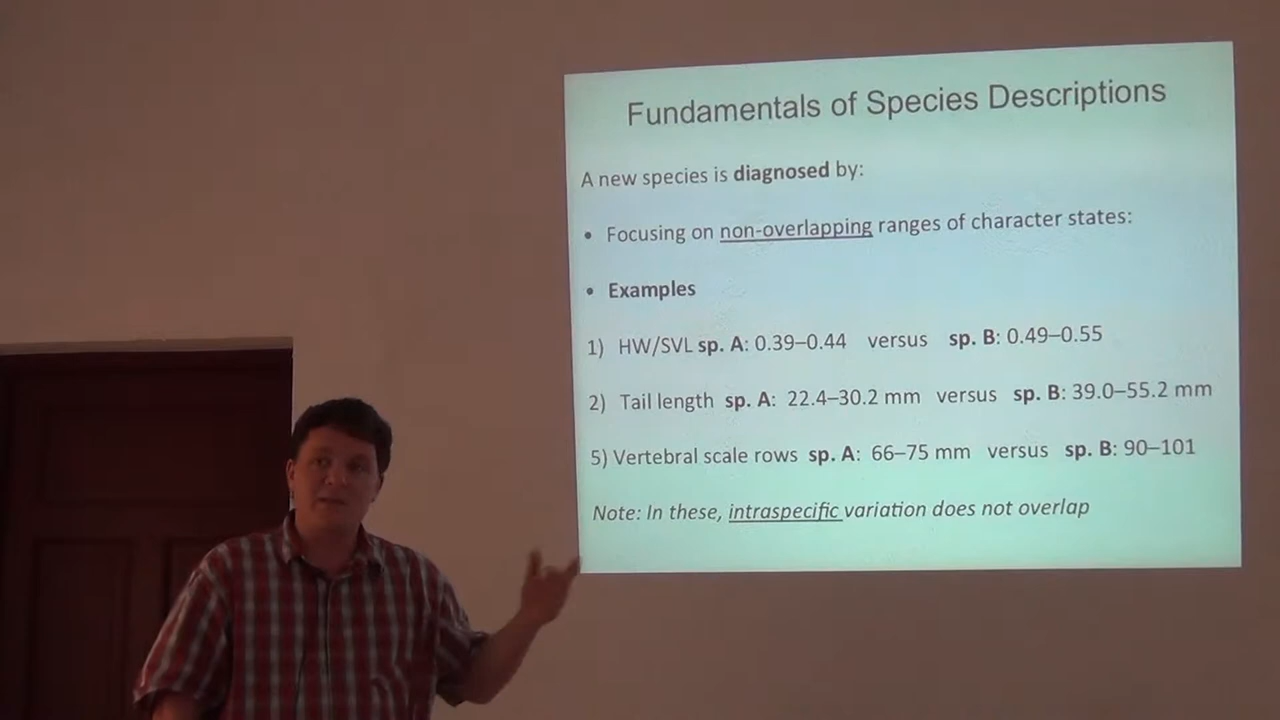 Fundamentals of Species Descriptions
A new species is diagnosed by:
• Focusing on non-overlapping ranges of character states:
• Examples
1) HW/SVL sp. A: 0.39–0.44 versus sp. B: 0.49–0.55
2) Tail length sp. A: 22.4–30.2 mm versus sp. B: 39.0–55.2 mm
5) Vertebral scale rows sp. A: 66–75 mm versus sp. B: 90–101
Note: In these, intraspecific variation does not overlap